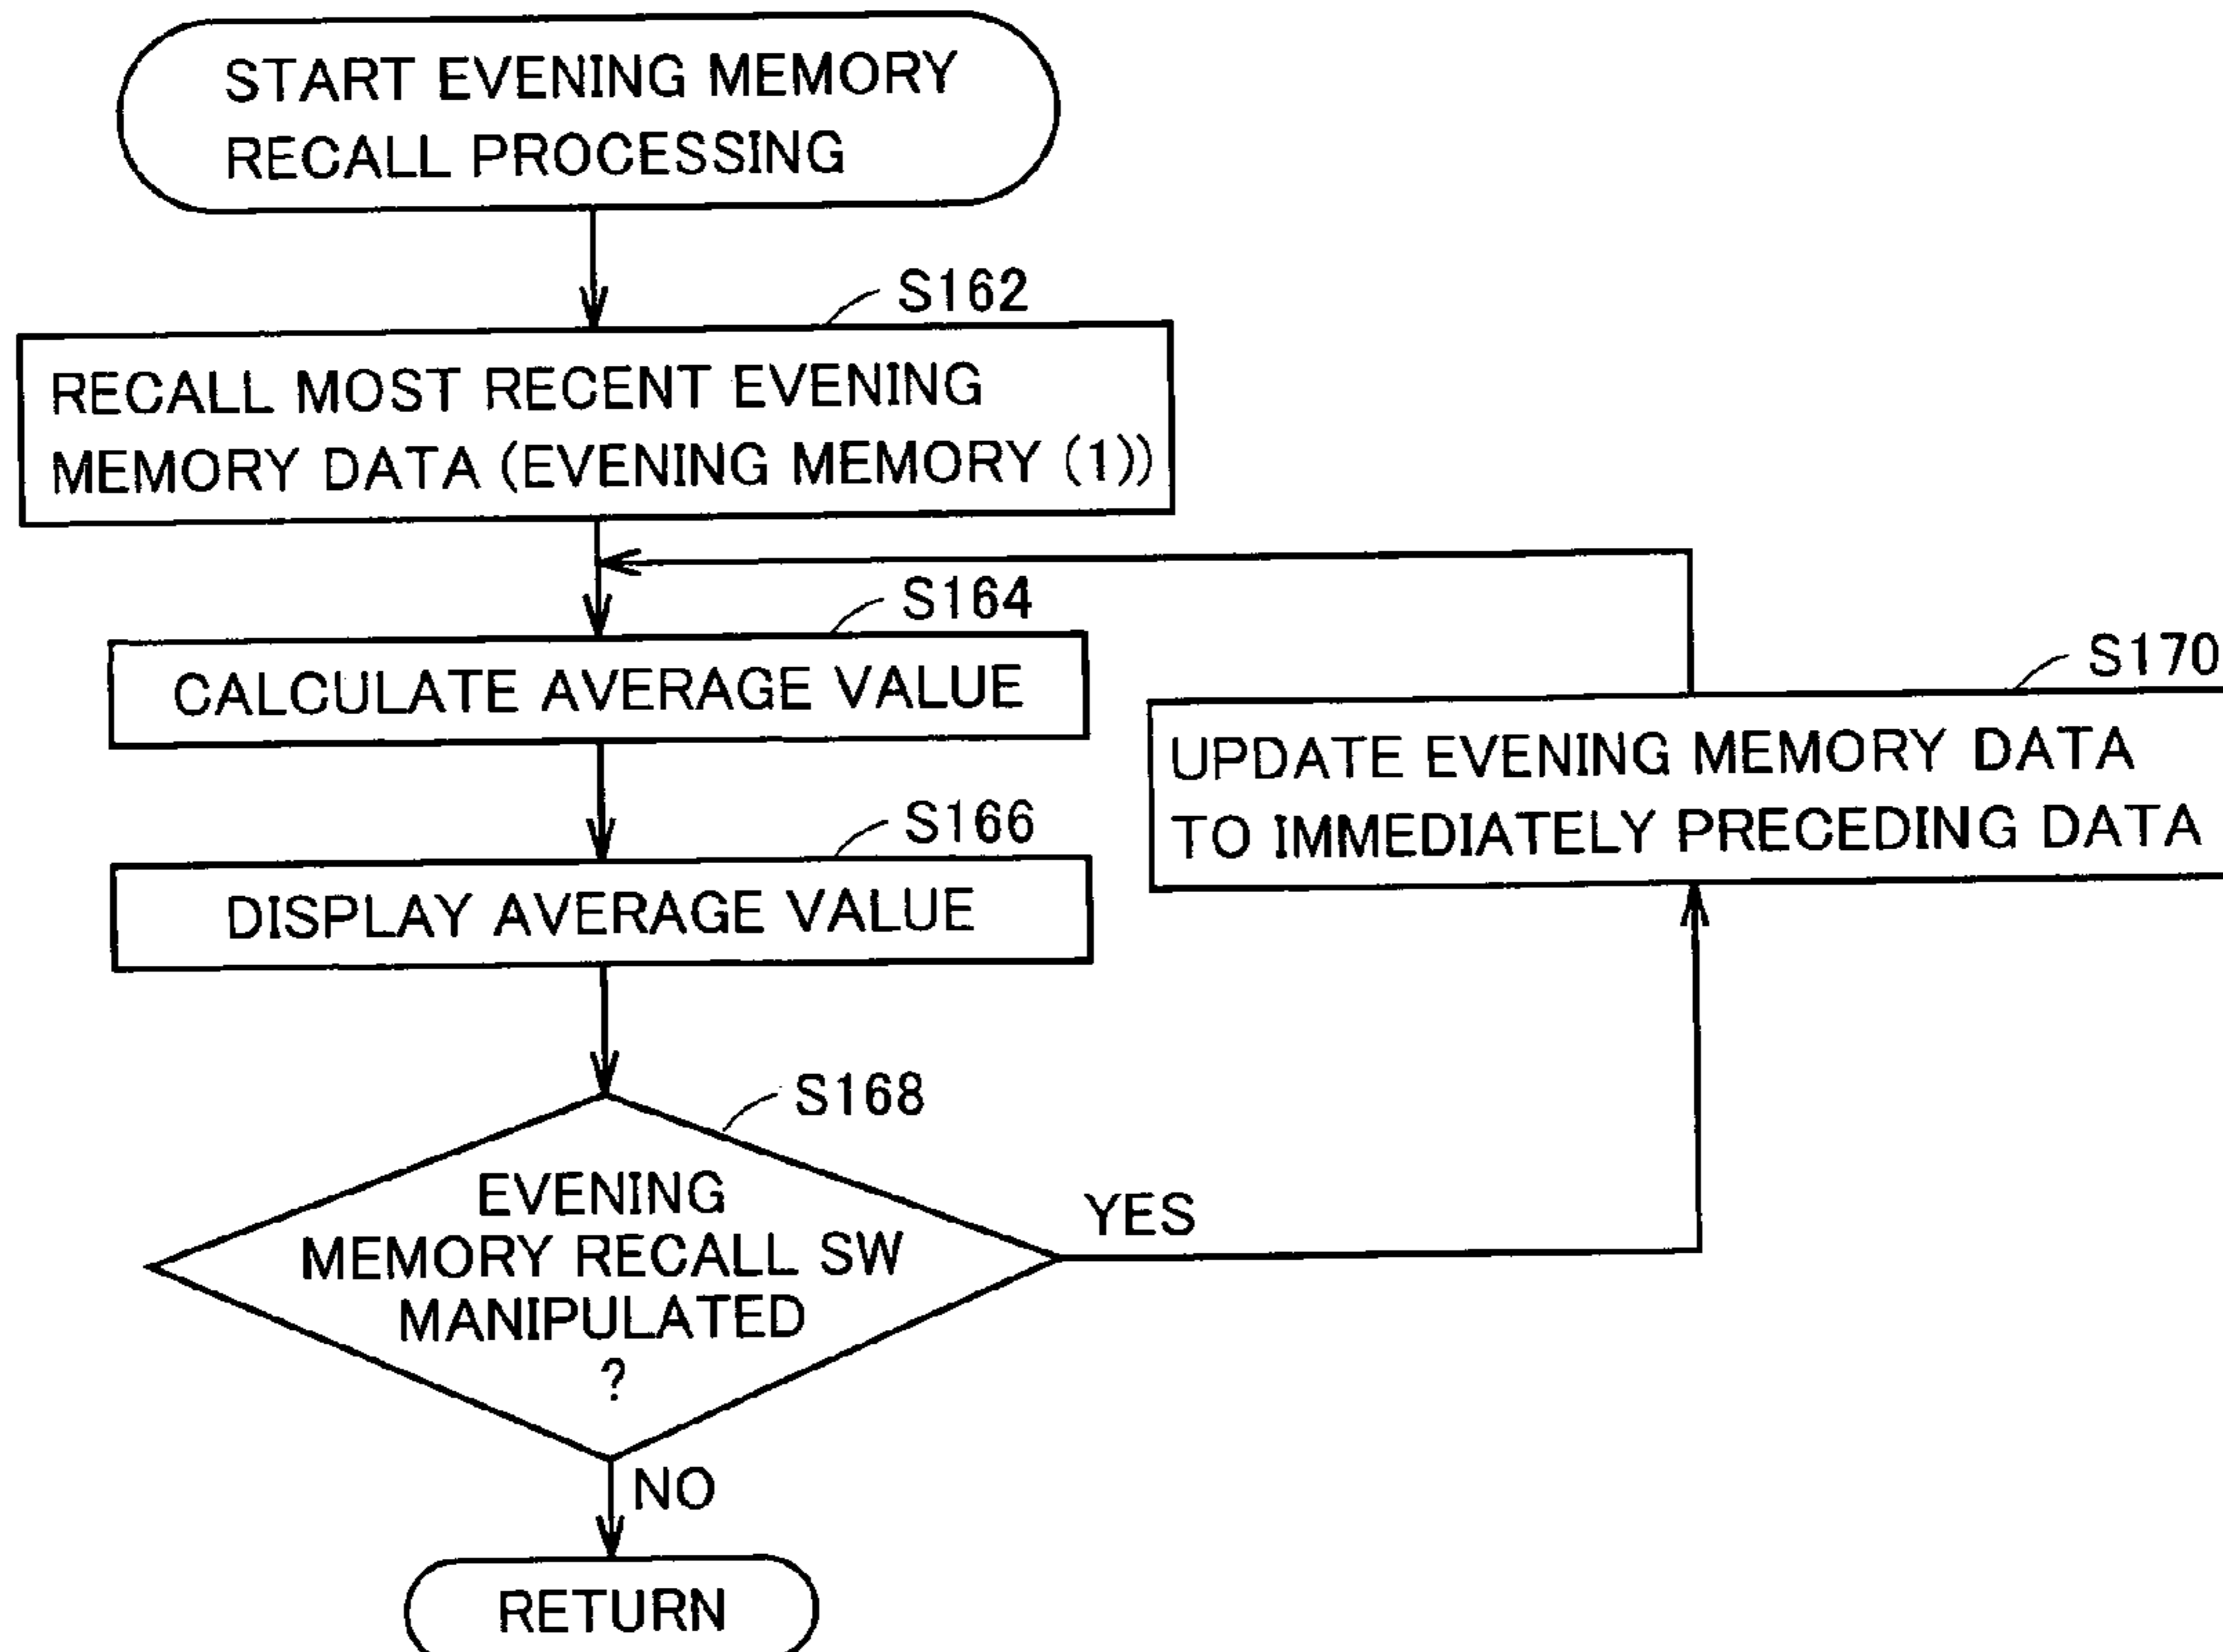 START EVENING MEMORY
RECALL PROCESSING
S162
RECALL MOST RECENT EVENING
MEMORY DATA (EVENING MEMORY (1))
S164
CALCULATE AVERAGE VALUE
S170
UPDATE EVENING MEMORY DATA
TO IMMEDIATELY PRECEDING DATA
S166
DISPLAY AVERAGE VALUE
S168
EVENING
MEMORY RECALL SW
MANIPULATED
?
YES
NO
RETURN